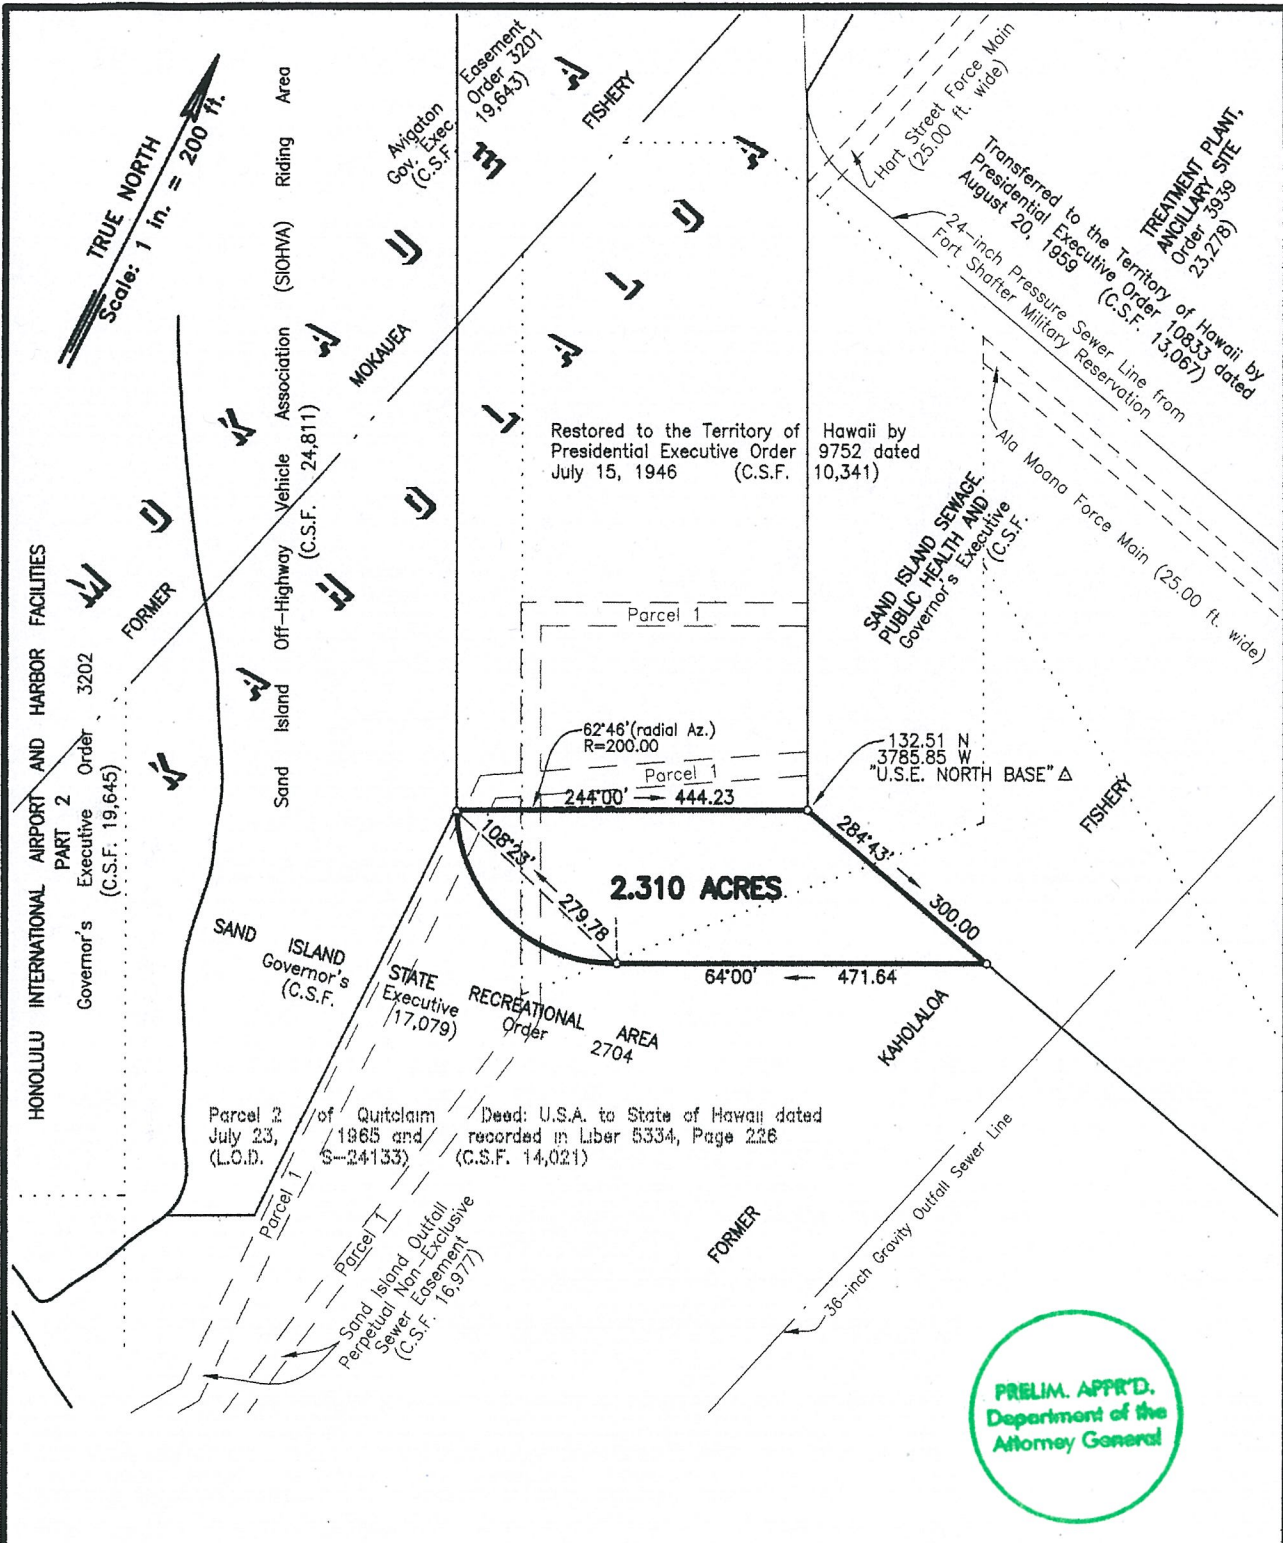 TRUE NORTH
Scale: 1 in. = 200 ft.
Sand Island Off-Highway Vehicle Association (SIOHVA) Riding Area
(C.S.F. 24,811)
Avigaton Easement
Gov. Exec. Order 3201
(C.S.F. 19,643)
FISHERY
MOKAUEA
FORMER
Hart Street Force Main
(25.00 ft. wide)
Transferred to the Territory of Hawaii by
Presidential Executive Order 10833 dated
August 20, 1959 (C.S.F. 13,067)
TREATMENT PLANT,
ANCILLARY SITE
Order 3939
23,278)
24-inch Pressure Sewer Line from
Fort Shafter Military Reservation
Ala Moana Force Main (25.00 ft. wide)
Restored to the Territory of Hawaii by
Presidential Executive Order 9752 dated
July 15, 1946 (C.S.F. 10,341)
SAND ISLAND SEWAGE
PUBLIC HEALTH AND
Governor's Executive
(C.S.F.
HONOLULU INTERNATIONAL AIRPORT AND HARBOR FACILITIES
PART 2
Governor's Executive Order 3202
(C.S.F. 19,645)
Parcel 1
62°46'(radial Az.)
R=200.00
Parcel 1
132.51 N
3785.85 W
"U.S.E. NORTH BASE" △
244°00' 444.23
284°43' 300.00
108°23' 279.78
2.310 ACRES
64°00' 471.64
FISHERY
KAHOLALOA
FORMER
SAND ISLAND STATE RECREATIONAL AREA
Governor's Executive Order 2704
(C.S.F. 17,079)
Parcel 2 of Quitclaim Deed: U.S.A. to State of Hawaii dated
July 23, 1965 and recorded in Liber 5334, Page 226
(L.O.D. S-24133) (C.S.F. 14,021)
Parcel 1
Parcel 1
Sand Island Outfall
Perpetual Non-Exclusive
Sewer Easement
(C.S.F. 16,977)
36-inch Gravity Outfall Sewer Line
PRELIM. APPR'D.
Department of the
Attorney General